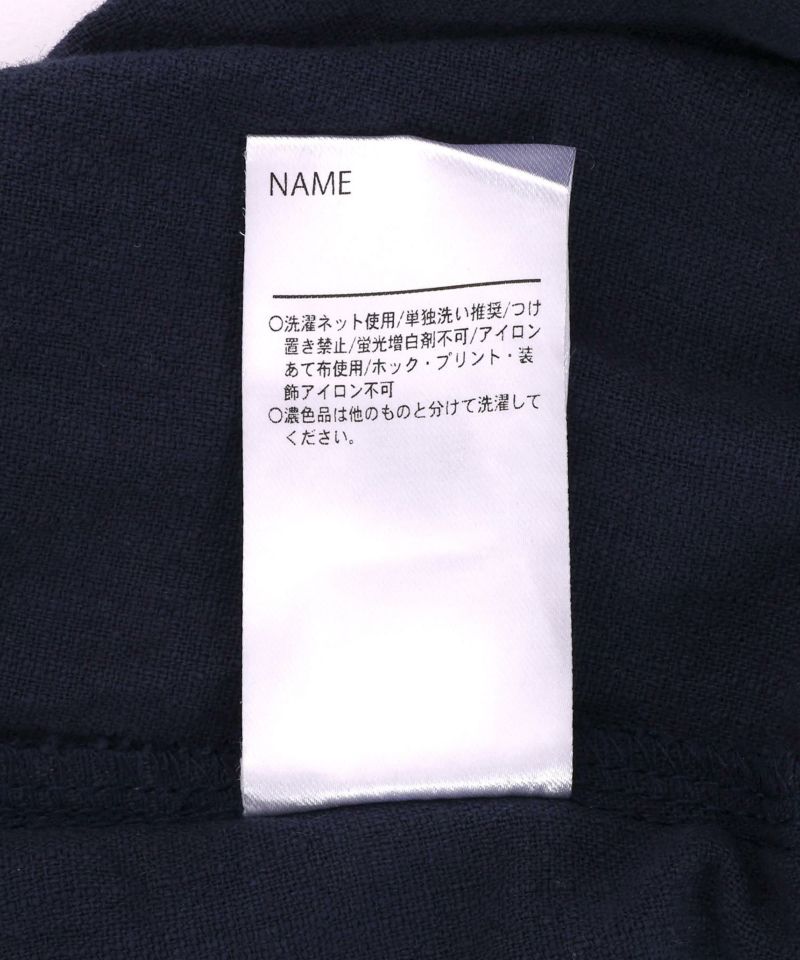 NAME
○洗濯ネット使用/単独洗い推奨/つけ
置き禁止/蛍光増白剤不可/アイロン
あて布使用/ホック・プリント・装
飾アイロン不可
○濃色品は他のものと分けて洗濯して
ください。